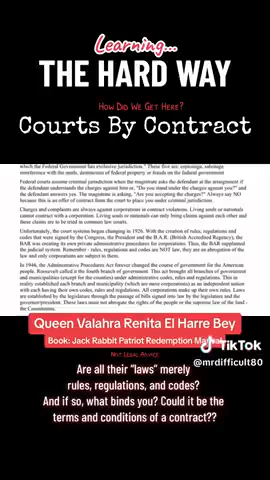 Learning...
THE HARD WAY
How Did We Get Here?
Courts By Contract
which the Federal Government has exclusive jurisdiction." These five are: espionage, sabotage,
interference with the seeds, destruction of federal property or frauds on the federal government
Federal courts assume criminal jurisdiction when the magistrate asks the defendant at the arraignment if
the defendant understands the charges against him or, "Do you stand under the charges against you?" and
the defendant answers yes. The magistrate is asking, "Are you accepting the charges?" Always say NO
because this is an offer of contract from the court to place you under criminal jurisdiction.
Charges and complaints are always against corporations or contract violations. Living souls or nationals
cannot contract with a corporation. Living souls or nationals can only bring claims against one another and
these claims are to be tried in common law courts.
Unfortunately, the court systems began changing in 1926. With the creation of rules, regulations and
codes that were signed by the Congress, the President and the B.A.R. (British Accredited Regency), the
BAR was creating its own private administrative procedures for corporations. Thus, the BAR supplanted
the judicial system. Remember - rules, regulations and codes are NOT law, they are an abrogation of the
law and only corporations are subject to them.
In 1946, the Administrative Procedures Act forever changed the course of government for the American
people. Roosevelt called it the fourth branch of government. This act brought all branches of government
and municipalities (except for the counties) under administrative codes, rules and regulations. This in
reality established each branch and municipality (which are mere corporations) as an independent nation
with each having their own codes, rules and regulations. All corporations make up their own rules. Laws
are established by the legislature through the passage of bills signed into law by the legislature and the
governor/president. These laws must not abrogate the rights of the people or the supreme law of the land -
the Constitution.
Queen Valahra Renita El Harre Bey
Book: Jack Rabbit Patriot Redemption Manual
Not Legal Advice
TikTok
@mrdifficult80
Are all their "laws" merely
rules, regulations, and codes?
And if so, what binds you? Could it be the
terms and conditions of a contract??